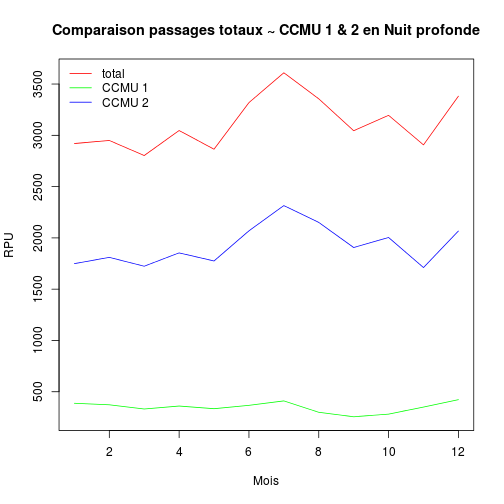 Comparaison passages totaux ~ CCMU 1 & 2 en Nuit profonde
total
CCMU 1
CCMU 2
RPU
3500
3000
2500
2000
1500
1000
500
2 4 6 8 10 12
Mois